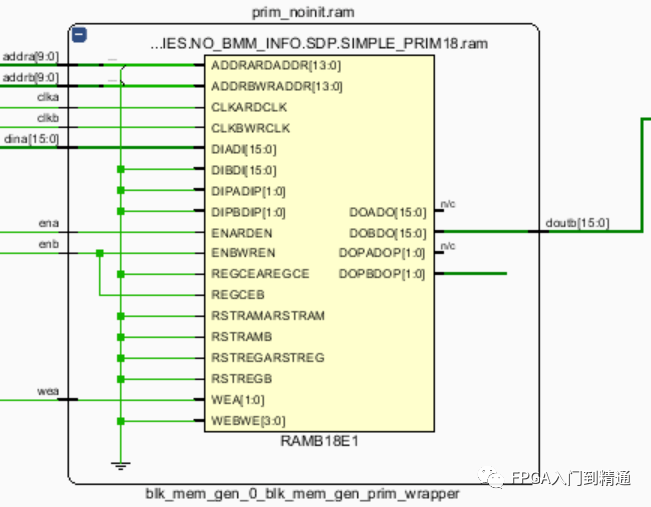 prim_noinit.ram
...IES.NO_BMM_INFO.SDP.SIMPLE_PRIM18.ram
addra[9:0]
ADDRARDADDR[13:0]
addrb[9:0]
ADDRBWRADDR[13:0]
clka
CLKARDCLK
clkb
CLKBWRCLK
dina[15:0]
DIADI[15:0]
DIBDI[15:0]
DIPADIP[1:0]
n/c
DIPBDIP[1:0]
DOADO[15:0]
ena
ENARDEN
DOBDO[15:0]
doutb[15:0]
enb
n/c
ENBWREN
DOPADOP[1:0]
REGCEAREGCE
DOPBDOP[1:0]
REGCEB
RSTRAMARSTRAM
RSTRAMB
RSTREGARSTREG
RSTREGB
wea
WEA[1:0]
WEBWE[3:0]
RAMB18E1
FPGA入门到精通
blk_mem_gen_0_blk_mem_gen_prim_wrapper